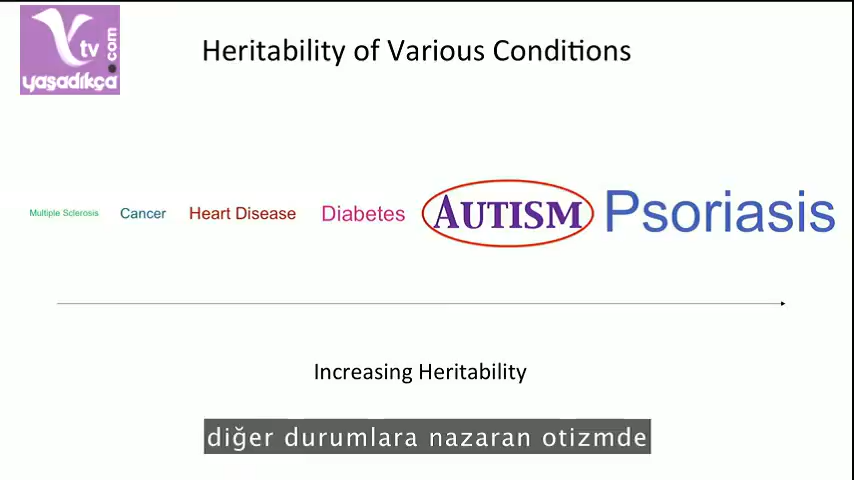 tv
.com
yaşadıkça
Heritability of Various Conditions
Multiple Sclerosis Cancer Heart Disease Diabetes AUTISM Psoriasis
Increasing Heritability
diğer durumlara nazaran otizmde